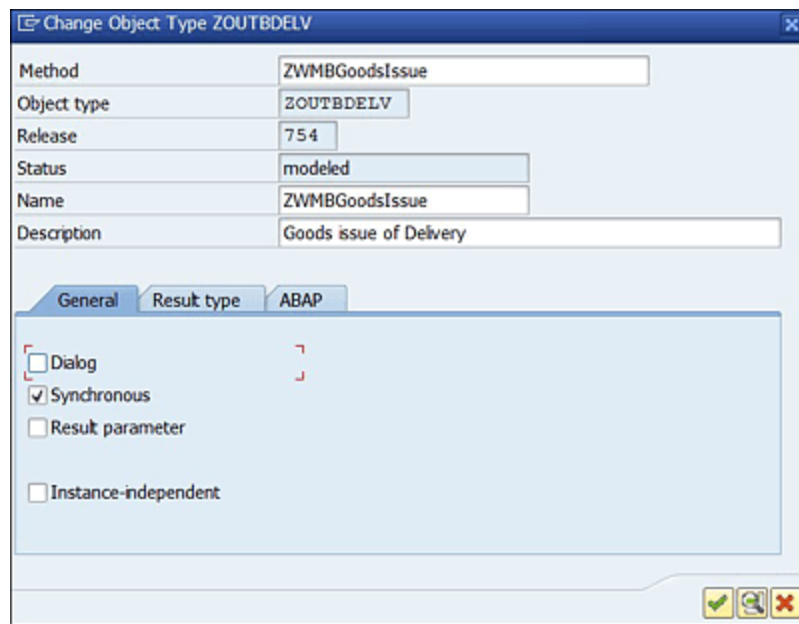 Change Object Type ZOUTBDELV
Method ZWMBGoodsIssue
Object type ZOUTBDELV
Release 754
Status modeled
Name ZWMBGoodsIssue
Description Goods issue of Delivery
General Result type ABAP
Dialog
Synchronous
Result parameter
Instance-independent